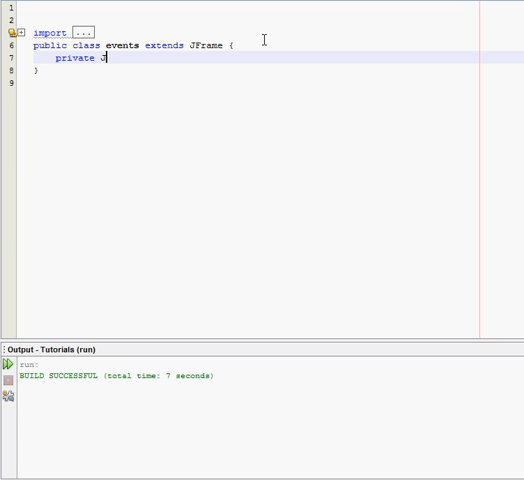 1
2
import ...
6 public class events extends JFrame {
7 private J
8 }
9
Output - Tutorials (run)
run:
BUILD SUCCESSFUL (total time: 7 seconds)